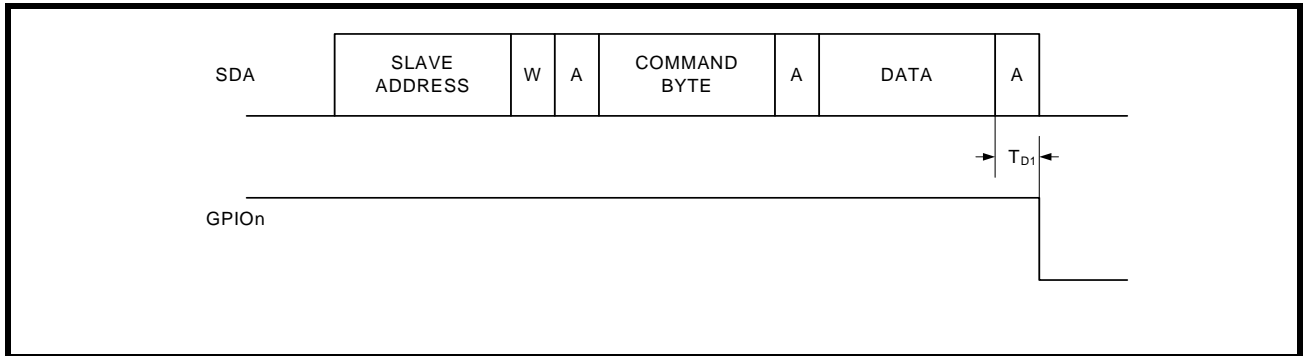 SDA
SLAVE
ADDRESS
W
A
COMMAND
BYTE
A
DATA
A
TD1
GPIOn